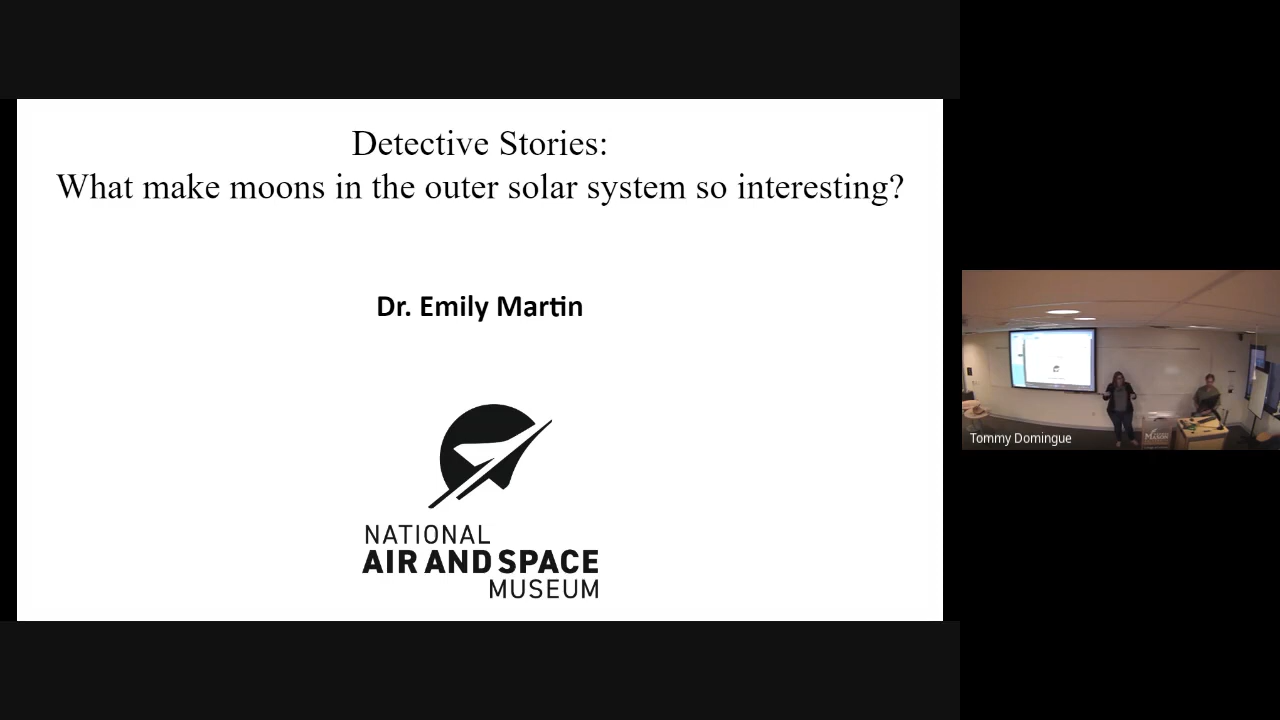 Detective Stories:
What make moons in the outer solar system so interesting?
Dr. Emily Martin
NATIONAL
AIR AND SPACE
MUSEUM
Tommy Domingue
MASON